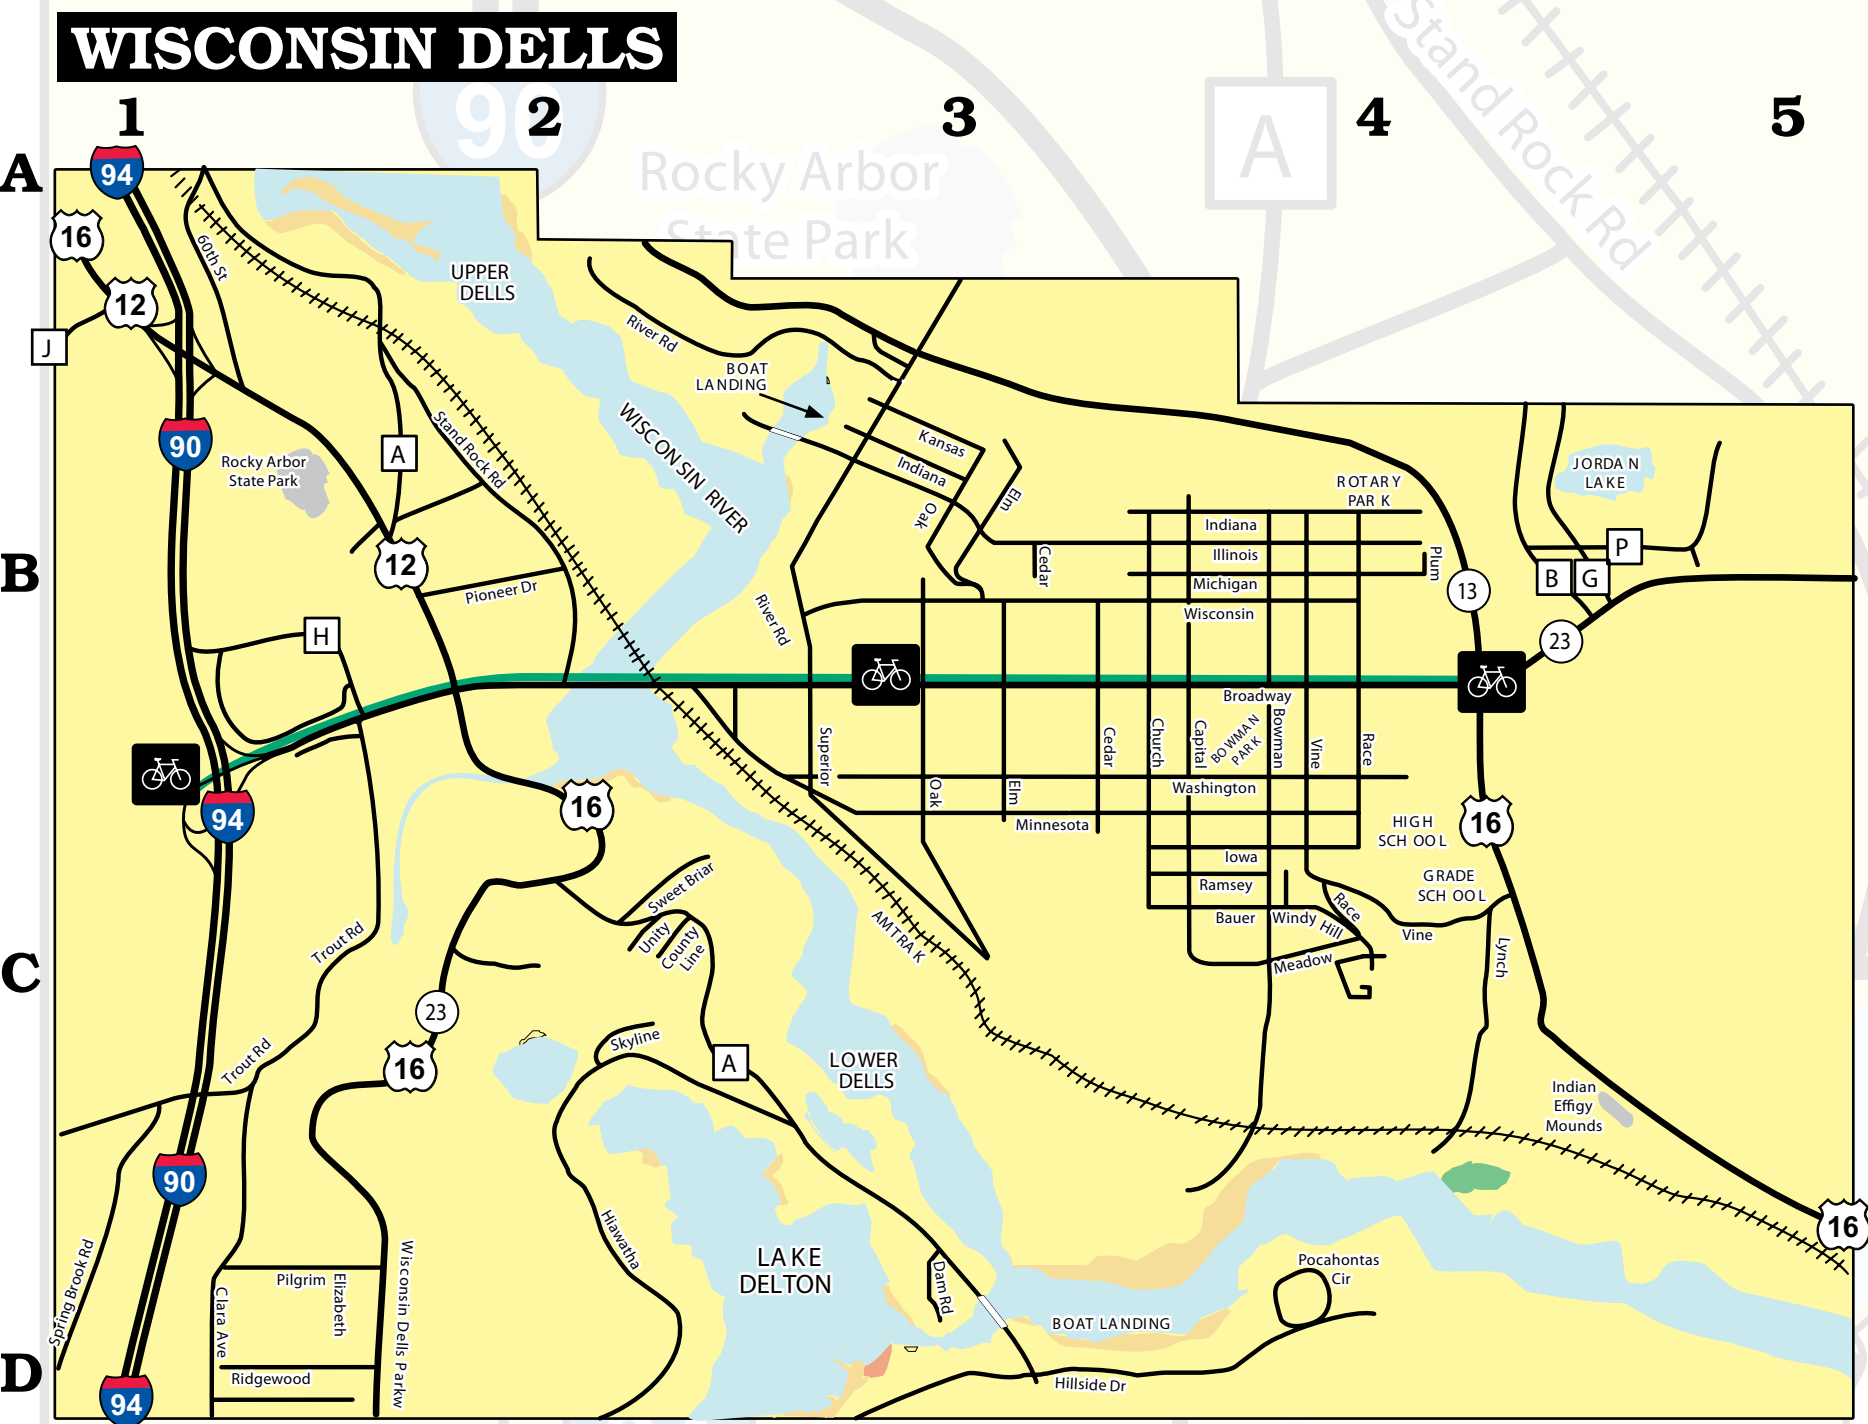 WISCONSIN DELLS
1
2
3
4
5
A
B
C
D
90
Rocky Arbor
State Park
A
Stand Rock Rd
94
16
12
J
60th St
90
Rocky Arbor
State Park
A
Stand Rock Rd
12
Pioneer Dr
H
94
UPPER
DELLS
River Rd
BOAT
LANDING
WISCONSIN RIVER
Kansas
Indiana
Oak
Elm
Cedar
River Rd
Indiana
Illinois
Michigan
Wisconsin
ROTARY
PARK
Plum
13
JORDAN
LAKE
P
B
G
23
Broadway
Superior
Oak
Elm
Cedar
Church
Capital
BOWMAN
PARK
Bowman
Vine
Race
Washington
Minnesota
Iowa
Ramsey
Bauer
Windy Hill
Race
Vine
Meadow
HIGH
SCHOOL
GRADE
SCHOOL
16
Lynch
16
Sweet Briar
Unity
County
Line
AMTRAK
Trout Rd
23
16
Trout Rd
Skyline
A
LOWER
DELLS
Indian
Effigy
Mounds
16
90
Spring Brook Rd
Pilgrim
Elizabeth
Clara Ave
Ridgewood
Wisconsin Dells Parkw
Hiawatha
LAKE
DELTON
Dam Rd
BOAT LANDING
Pocahontas
Cir
Hillside Dr
94